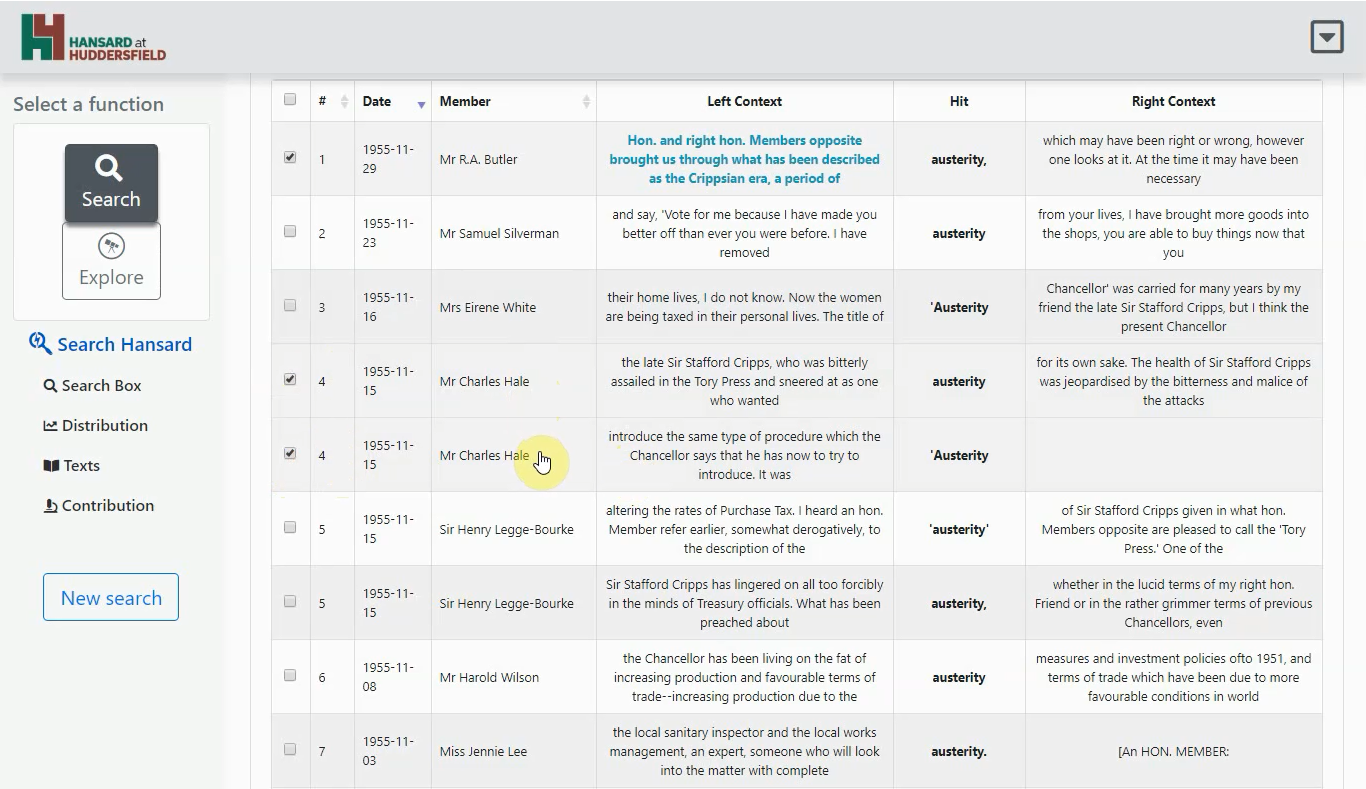 HANSARD at
HUDDERSFIELD
Select a function
Search
Explore
Search Hansard
Search Box
Distribution
Texts
Contribution
New search
# Date Member Left Context Hit Right Context
1
1955-11-
29
Mr R.A. Butler
Hon. and right hon. Members opposite
brought us through what has been described
as the Crippsian era, a period of
austerity,
which may have been right or wrong, however
one looks at it. At the time it may have been
necessary
2
1955-11-
23
Mr Samuel Silverman
and say, 'Vote for me because I have made you
better off than ever you were before. I have
removed
austerity
from your lives, I have brought more goods into
the shops, you are able to buy things now that
you
3
1955-11-
16
Mrs Eirene White
their home lives, I do not know. Now the women
are being taxed in their personal lives. The title of
'Austerity
Chancellor' was carried for many years by my
friend the late Sir Stafford Cripps, but I think the
present Chancellor
4
1955-11-
15
Mr Charles Hale
the late Sir Stafford Cripps, who was bitterly
assailed in the Tory Press and sneered at as one
who wanted
austerity
for its own sake. The health of Sir Stafford Cripps
was jeopardised by the bitterness and malice of
the attacks
4
1955-11-
15
Mr Charles Hale
introduce the same type of procedure which the
Chancellor says that he has now to try to
introduce. It was
'Austerity
5
1955-11-
15
Sir Henry Legge-Bourke
altering the rates of Purchase Tax. I heard an hon.
Member refer earlier, somewhat derogatively, to
the description of the
'austerity'
of Sir Stafford Cripps given in what hon.
Members opposite are pleased to call the 'Tory
Press.' One of the
5
1955-11-
15
Sir Henry Legge-Bourke
Sir Stafford Cripps has lingered on all too forcibly
in the minds of Treasury officials. What has been
preached about
austerity,
whether in the lucid terms of my right hon.
Friend or in the rather grimmer terms of previous
Chancellors, even
6
1955-11-
08
Mr Harold Wilson
the Chancellor has been living on the fat of
increasing production and favourable terms of
trade--increasing production due to the
austerity
measures and investment policies ofto 1951, and
terms of trade which have been due to more
favourable conditions in world
7
1955-11-
03
Miss Jennie Lee
the local sanitary inspector and the local works
management, an expert, someone who will look
into the matter with complete
austerity.
[An HON. MEMBER: